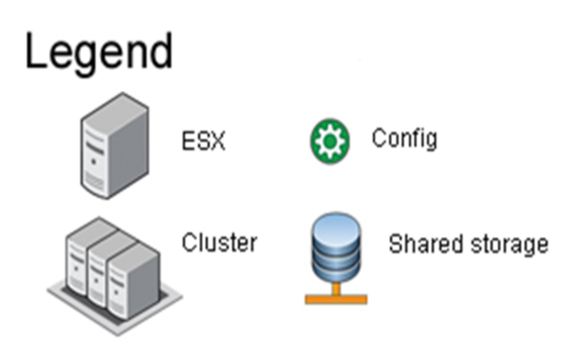 Legend
ESX
Config
Cluster
Shared storage